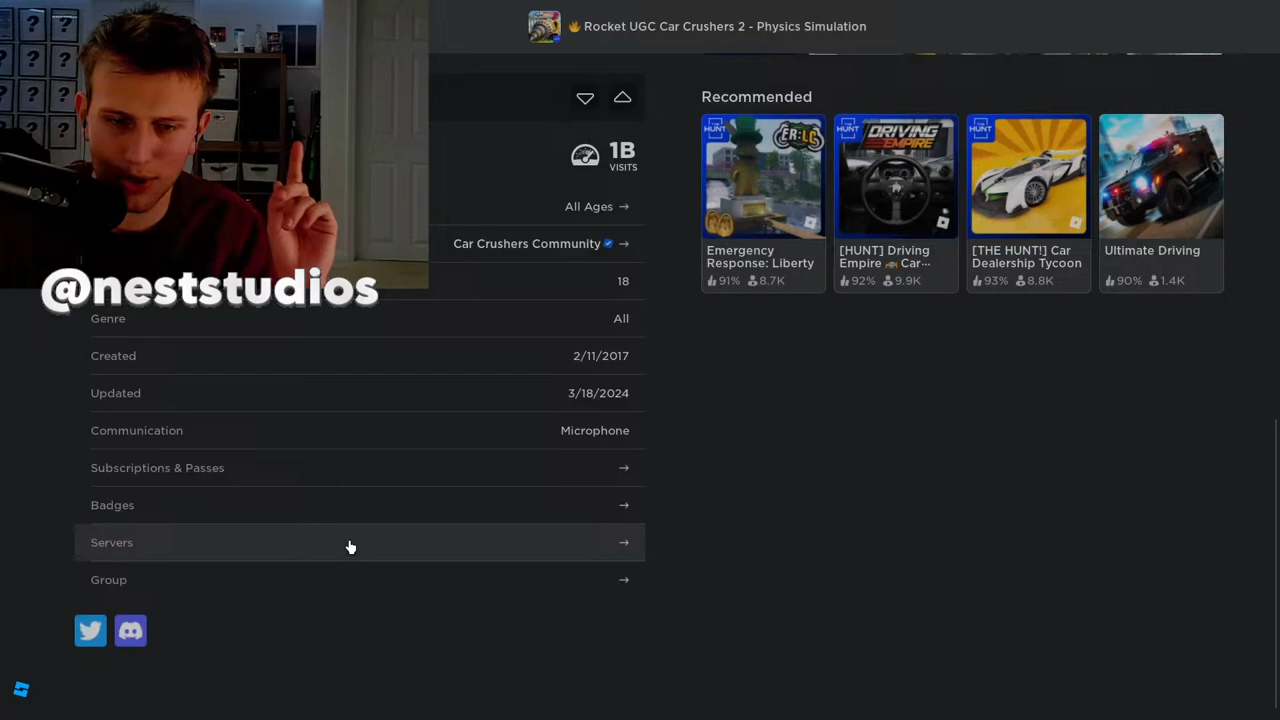 🔥 Rocket UGC Car Crushers 2 - Physics Simulation
1B
VISITS
All Ages →
Car Crushers Community →
18
@neststudios
Genre All
Created 2/11/2017
Updated 3/18/2024
Communication Microphone
Subscriptions & Passes →
Badges →
Servers →
Group →
Recommended
THE HUNT
ER:LC
Emergency
Response: Liberty
91% 8.7K
THE HUNT
DRIVING EMPIRE
[HUNT] Driving
Empire 🚗 Car...
92% 9.9K
THE HUNT
[THE HUNT!] Car
Dealership Tycoon
93% 8.8K
Ultimate Driving
90% 1.4K
? ? ? ? ? ? ? ?